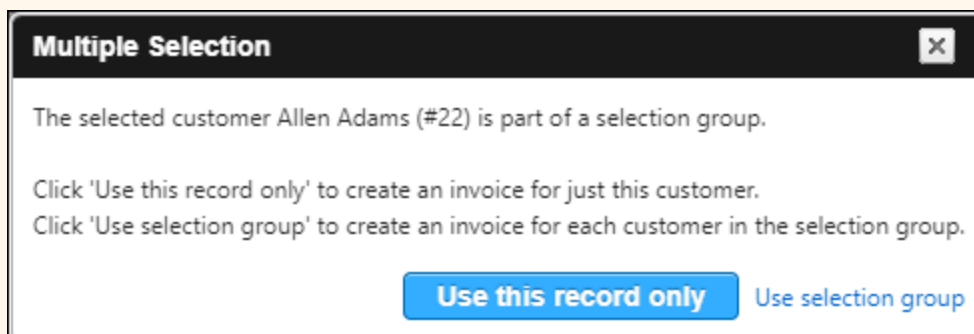 Multiple Selection
The selected customer Allen Adams (#22) is part of a selection group.
Click 'Use this record only' to create an invoice for just this customer.
Click 'Use selection group' to create an invoice for each customer in the selection group.
Use this record only Use selection group